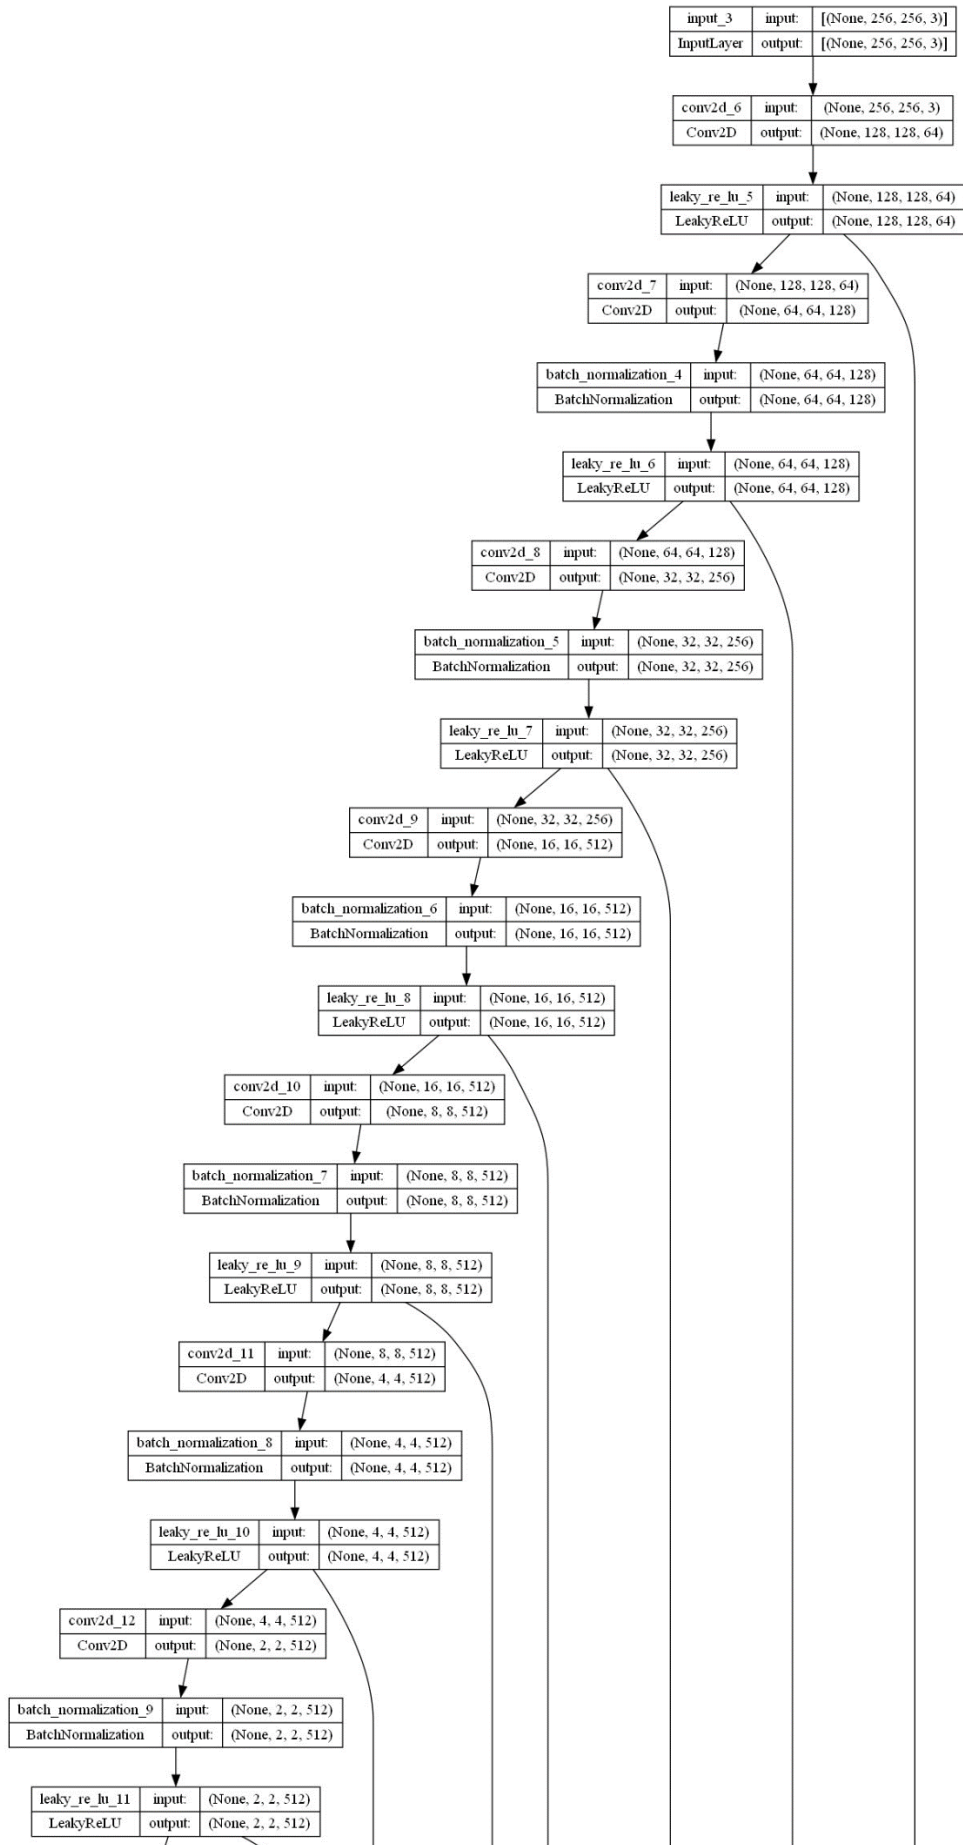 input_3 input: [(None, 256, 256, 3)]
InputLayer output: [(None, 256, 256, 3)]
conv2d_6 input: (None, 256, 256, 3)
Conv2D output: (None, 128, 128, 64)
leaky_re_lu_5 input: (None, 128, 128, 64)
LeakyReLU output: (None, 128, 128, 64)
conv2d_7 input: (None, 128, 128, 64)
Conv2D output: (None, 64, 64, 128)
batch_normalization_4 input: (None, 64, 64, 128)
BatchNormalization output: (None, 64, 64, 128)
leaky_re_lu_6 input: (None, 64, 64, 128)
LeakyReLU output: (None, 64, 64, 128)
conv2d_8 input: (None, 64, 64, 128)
Conv2D output: (None, 32, 32, 256)
batch_normalization_5 input: (None, 32, 32, 256)
BatchNormalization output: (None, 32, 32, 256)
leaky_re_lu_7 input: (None, 32, 32, 256)
LeakyReLU output: (None, 32, 32, 256)
conv2d_9 input: (None, 32, 32, 256)
Conv2D output: (None, 16, 16, 512)
batch_normalization_6 input: (None, 16, 16, 512)
BatchNormalization output: (None, 16, 16, 512)
leaky_re_lu_8 input: (None, 16, 16, 512)
LeakyReLU output: (None, 16, 16, 512)
conv2d_10 input: (None, 16, 16, 512)
Conv2D output: (None, 8, 8, 512)
batch_normalization_7 input: (None, 8, 8, 512)
BatchNormalization output: (None, 8, 8, 512)
leaky_re_lu_9 input: (None, 8, 8, 512)
LeakyReLU output: (None, 8, 8, 512)
conv2d_11 input: (None, 8, 8, 512)
Conv2D output: (None, 4, 4, 512)
batch_normalization_8 input: (None, 4, 4, 512)
BatchNormalization output: (None, 4, 4, 512)
leaky_re_lu_10 input: (None, 4, 4, 512)
LeakyReLU output: (None, 4, 4, 512)
conv2d_12 input: (None, 4, 4, 512)
Conv2D output: (None, 2, 2, 512)
batch_normalization_9 input: (None, 2, 2, 512)
BatchNormalization output: (None, 2, 2, 512)
leaky_re_lu_11 input: (None, 2, 2, 512)
LeakyReLU output: (None, 2, 2, 512)